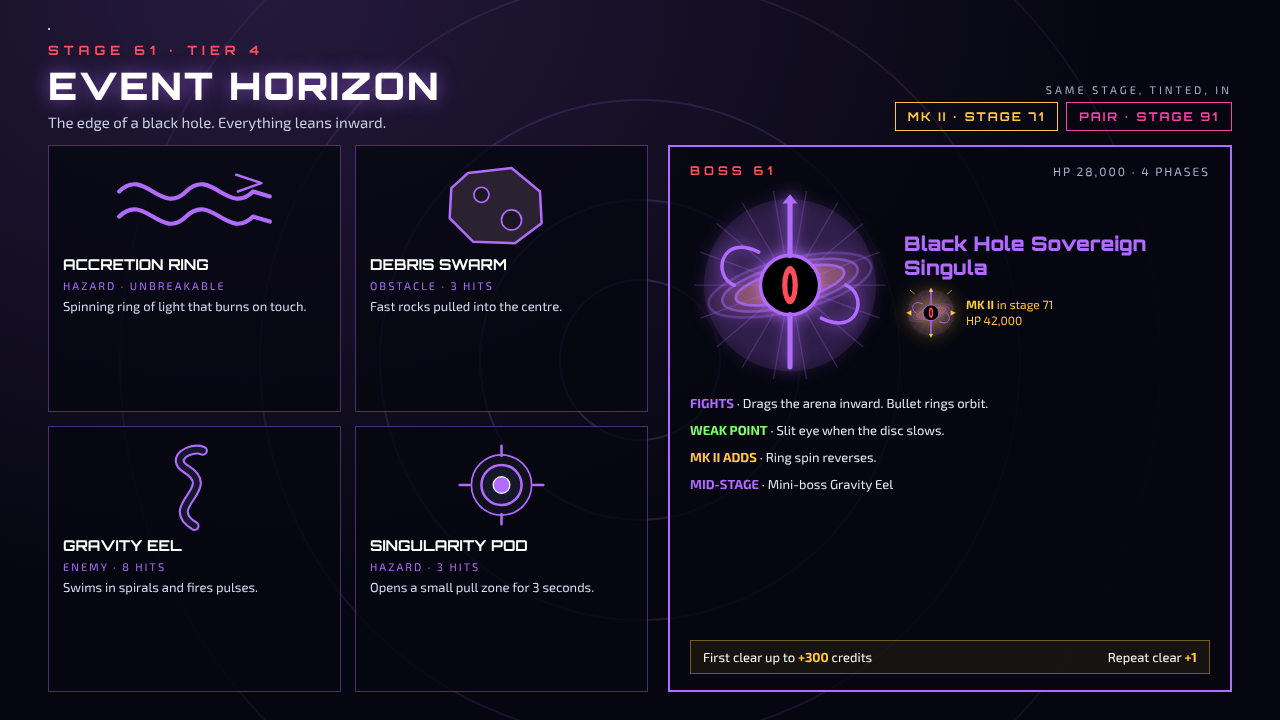 STAGE 61 · TIER 4
EVENT HORIZON
The edge of a black hole. Everything leans inward.
SAME STAGE, TINTED, IN
MK II · STAGE 71
PAIR · STAGE 91
ACCRETION RING
HAZARD · UNBREAKABLE
Spinning ring of light that burns on touch.
DEBRIS SWARM
OBSTACLE · 3 HITS
Fast rocks pulled into the centre.
GRAVITY EEL
ENEMY · 8 HITS
Swims in spirals and fires pulses.
SINGULARITY POD
HAZARD · 3 HITS
Opens a small pull zone for 3 seconds.
BOSS 61
HP 28,000 · 4 PHASES
Black Hole Sovereign
Singula
MK II in stage 71
HP 42,000
FIGHTS · Drags the arena inward. Bullet rings orbit.
WEAK POINT · Slit eye when the disc slows.
MK II ADDS · Ring spin reverses.
MID-STAGE · Mini-boss Gravity Eel
First clear up to +300 credits
Repeat clear +1